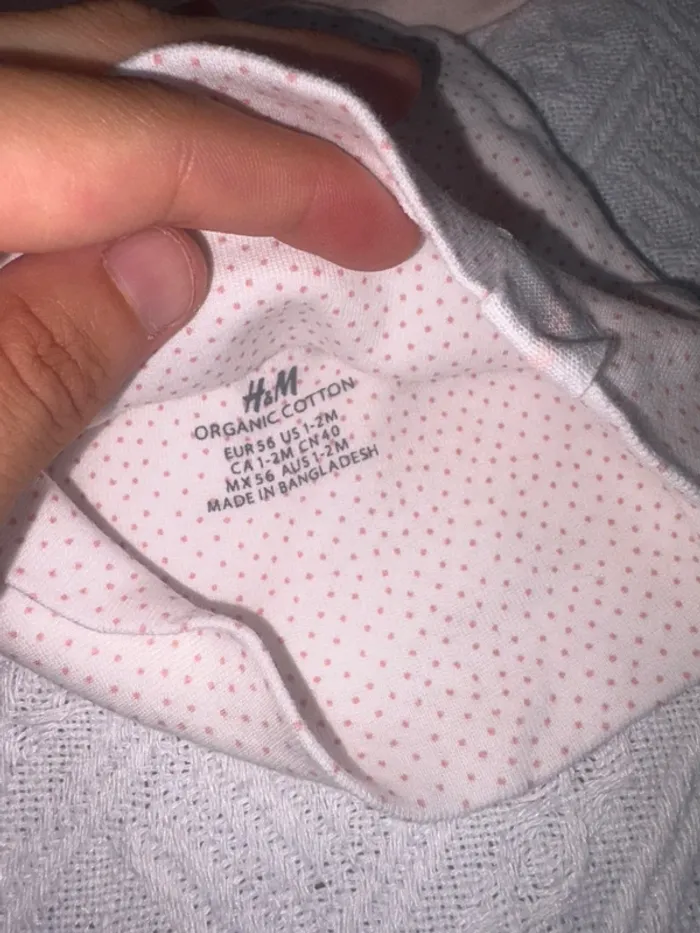 H&M
ORGANIC COTTON
EUR 56 US 1-2M
CA 1-2M CN 40
MX 56 AUS 1-2M
MADE IN BANGLADESH